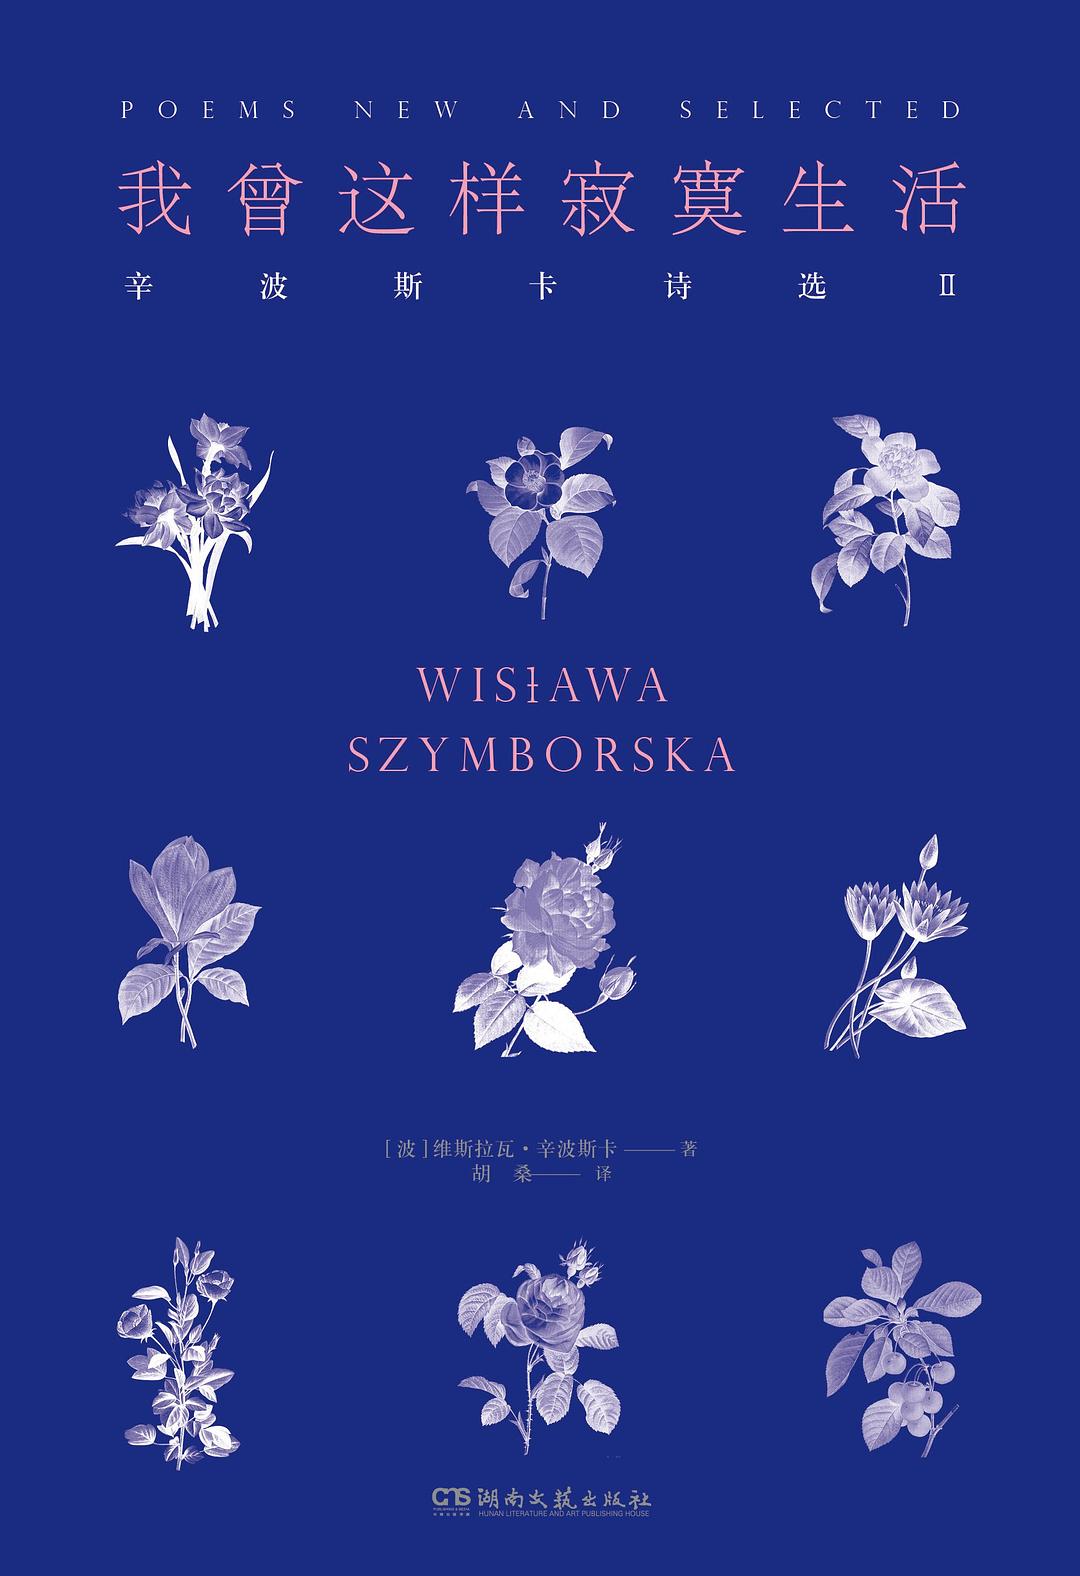 POEMS NEW AND SELECTED
我曾这样寂寞生活
辛波斯卡诗选Ⅱ
WISłAWA
SZYMBORSKA
[波]维斯拉瓦·辛波斯卡——著
胡 桑—— 译
湖南文艺出版社
HUNAN LITERATURE AND ART PUBLISHING HOUSE